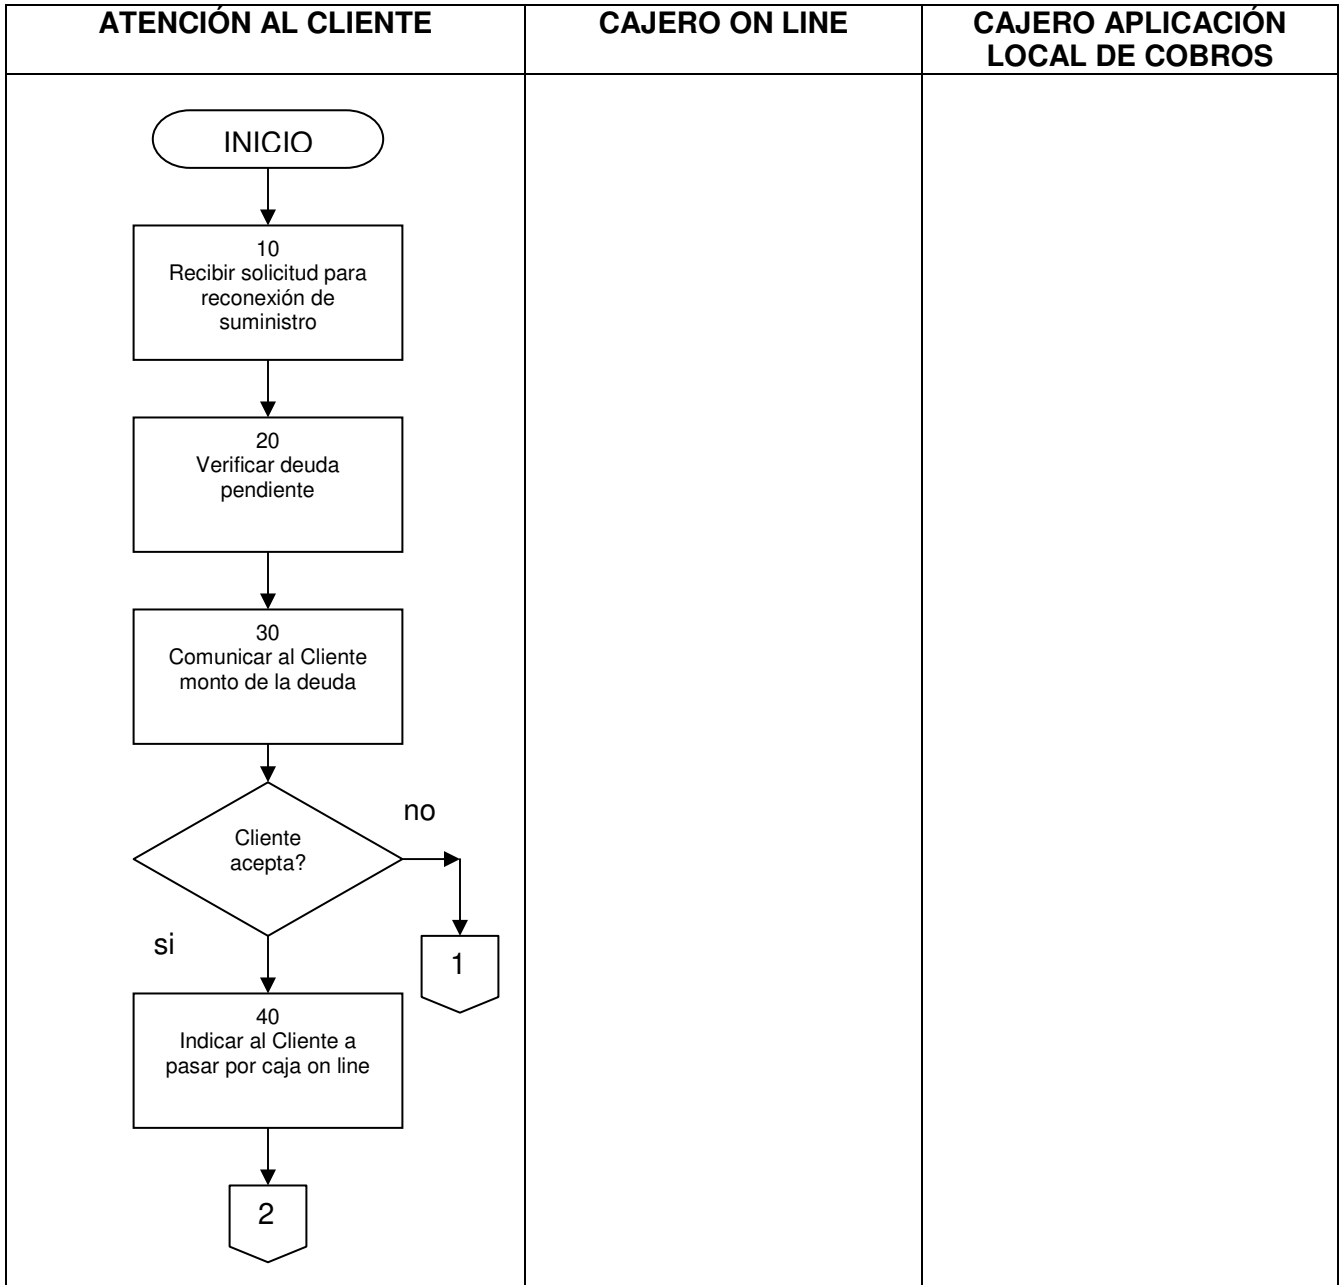 ATENCIÓN AL CLIENTE
CAJERO ON LINE
CAJERO APLICACIÓN
LOCAL DE COBROS
INICIO
10
Recibir solicitud para
reconexión de
suministro
20
Verificar deuda
pendiente
30
Comunicar al Cliente
monto de la deuda
Cliente
acepta?
no
si
1
40
Indicar al Cliente a
pasar por caja on line
2